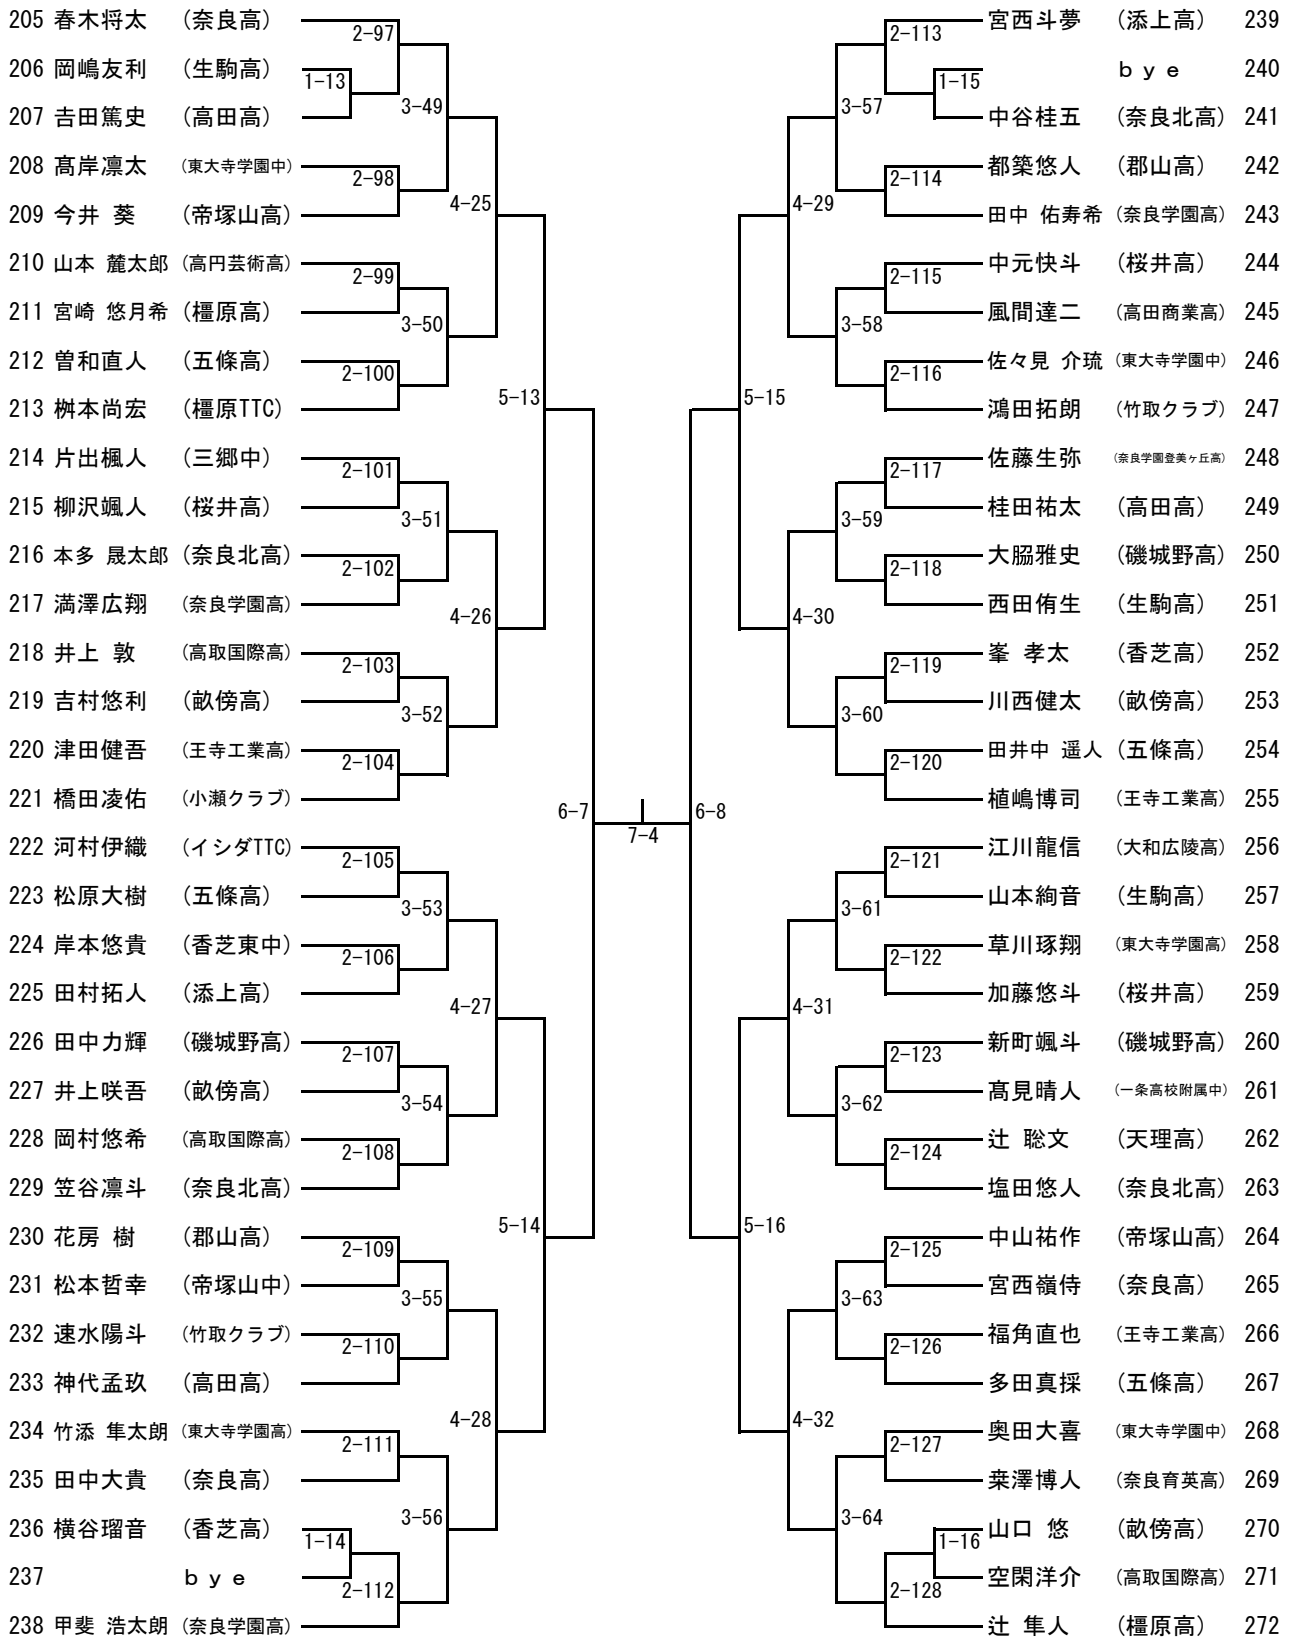 205 春木将太 (奈良高)
2-97
206 岡嶋友利 (生駒高)
1-13
3-49
207 吉田篤史 (高田高)
208 髙岸凛太 (東大寺学園中)
2-98
4-25
209 今井 葵 (帝塚山高)
210 山本 麓太郎 (高円芸術高)
2-99
211 宮崎 悠月希 (橿原高)
3-50
212 曽和直人 (五條高)
2-100
5-13
213 桝本尚宏 (橿原TTC)
214 片出楓人 (三郷中)
2-101
215 柳沢颯人 (桜井高)
3-51
216 本多 晟太郎 (奈良北高)
2-102
217 満澤広翔 (奈良学園高)
4-26
218 井上 敦 (高取国際高)
2-103
219 吉村悠利 (畝傍高)
3-52
220 津田健吾 (王寺工業高)
2-104
221 橋田凌佑 (小瀬クラブ)
6-7
7-4
222 河村伊織 (イシダTTC)
2-105
223 松原大樹 (五條高)
3-53
224 岸本悠貴 (香芝東中)
2-106
225 田村拓人 (添上高)
4-27
226 田中力輝 (磯城野高)
2-107
227 井上咲吾 (畝傍高)
3-54
228 岡村悠希 (高取国際高)
2-108
229 笠谷凛斗 (奈良北高)
5-14
230 花房 樹 (郡山高)
2-109
231 松本哲幸 (帝塚山中)
3-55
232 速水陽斗 (竹取クラブ)
2-110
233 神代孟玖 (高田高)
4-28
234 竹添 隼太朗 (東大寺学園高)
2-111
235 田中大貴 (奈良高)
3-56
236 横谷瑠音 (香芝高)
1-14
237 bye
2-112
238 甲斐 浩太朗 (奈良学園高)
宮西斗夢 (添上高) 239
2-113
bye 240
1-15
3-57
中谷桂五 (奈良北高) 241
都築悠人 (郡山高) 242
2-114
4-29
田中 佑寿希 (奈良学園高) 243
中元快斗 (桜井高) 244
2-115
風間達二 (高田商業高) 245
3-58
佐々見 介琉 (東大寺学園中) 246
2-116
5-15
鴻田拓朗 (竹取クラブ) 247
佐藤生弥 (奈良学園登美ヶ丘高) 248
2-117
桂田祐太 (高田高) 249
3-59
大脇雅史 (磯城野高) 250
2-118
西田侑生 (生駒高) 251
4-30
峯 孝太 (香芝高) 252
2-119
川西健太 (畝傍高) 253
3-60
田井中 遥人 (五條高) 254
2-120
植嶋博司 (王寺工業高) 255
6-8
江川龍信 (大和広陵高) 256
2-121
山本絢音 (生駒高) 257
3-61
草川琢翔 (東大寺学園高) 258
2-122
加藤悠斗 (桜井高) 259
4-31
新町颯斗 (磯城野高) 260
2-123
髙見晴人 (一条高校附属中) 261
3-62
辻 聡文 (天理高) 262
2-124
塩田悠人 (奈良北高) 263
5-16
中山祐作 (帝塚山高) 264
2-125
宮西嶺侍 (奈良高) 265
3-63
福角直也 (王寺工業高) 266
2-126
多田真採 (五條高) 267
4-32
奥田大喜 (東大寺学園中) 268
2-127
桒澤博人 (奈良育英高) 269
3-64
山口 悠 (畝傍高) 270
1-16
空閑洋介 (高取国際高) 271
2-128
辻 隼人 (橿原高) 272